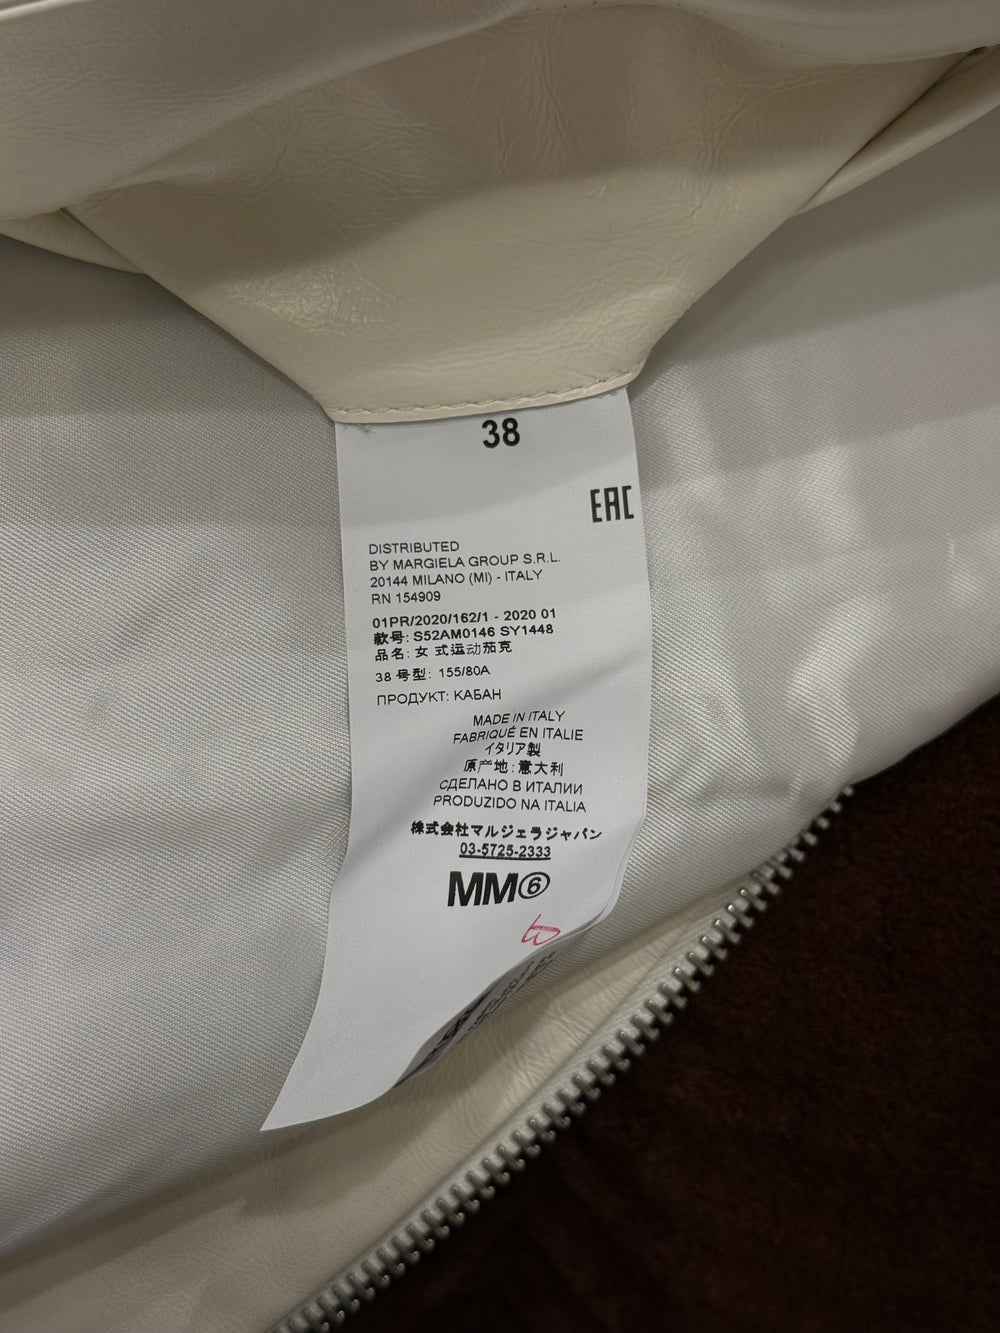 38
EAC
DISTRIBUTED
BY MARGIELA GROUP S.R.L.
20144 MILANO (MI) - ITALY
RN 154909
01PR/2020/162/1 - 2020 01
款号: S52AM0146 SY1448
品名: 女 式运动茄克
38 号型: 155/80A
ПРОДУКТ: КАБАН
MADE IN ITALY
FABRIQUÉ EN ITALIE
イタリア製
原产地: 意大利
СДЕЛАНО В ИТАЛИИ
PRODUZIDO NA ITALIA
株式会社マルジェラジャパン
03-5725-2333
MM⑥